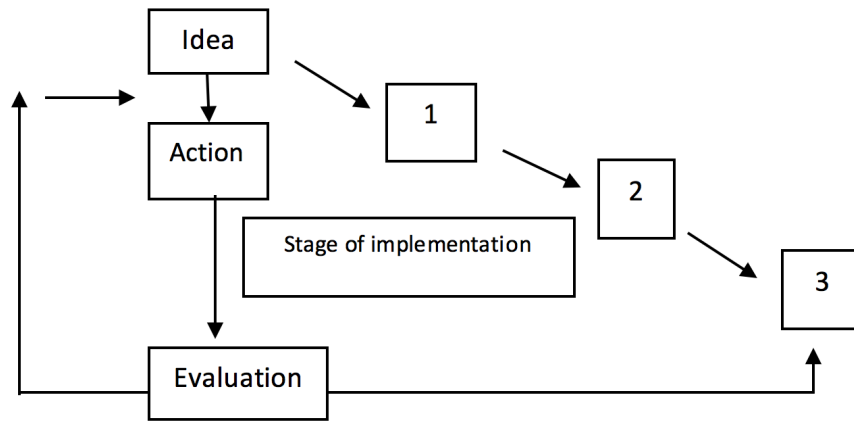 Idea
1
Action
2
Stage of implementation
3
Evaluation